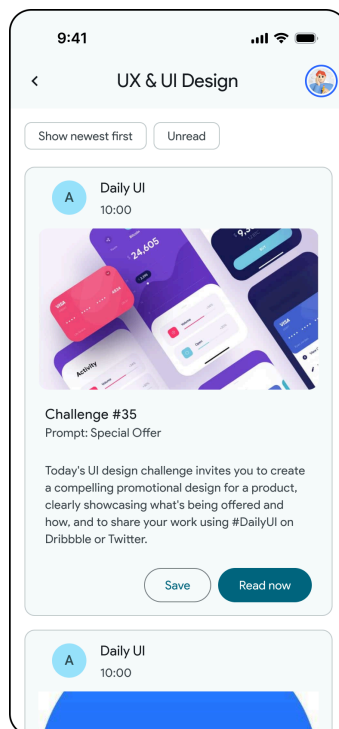 9:41
UX & UI Design
Show newest first
Unread
A
Daily UI
10:00
24,605
VISA
Activity
VISA
Challenge #35
Prompt: Special Offer
Today's UI design challenge invites you to create
a compelling promotional design for a product,
clearly showcasing what's being offered and
how, and to share your work using #DailyUI on
Dribbble or Twitter.
Save
Read now
A
Daily UI
10:00